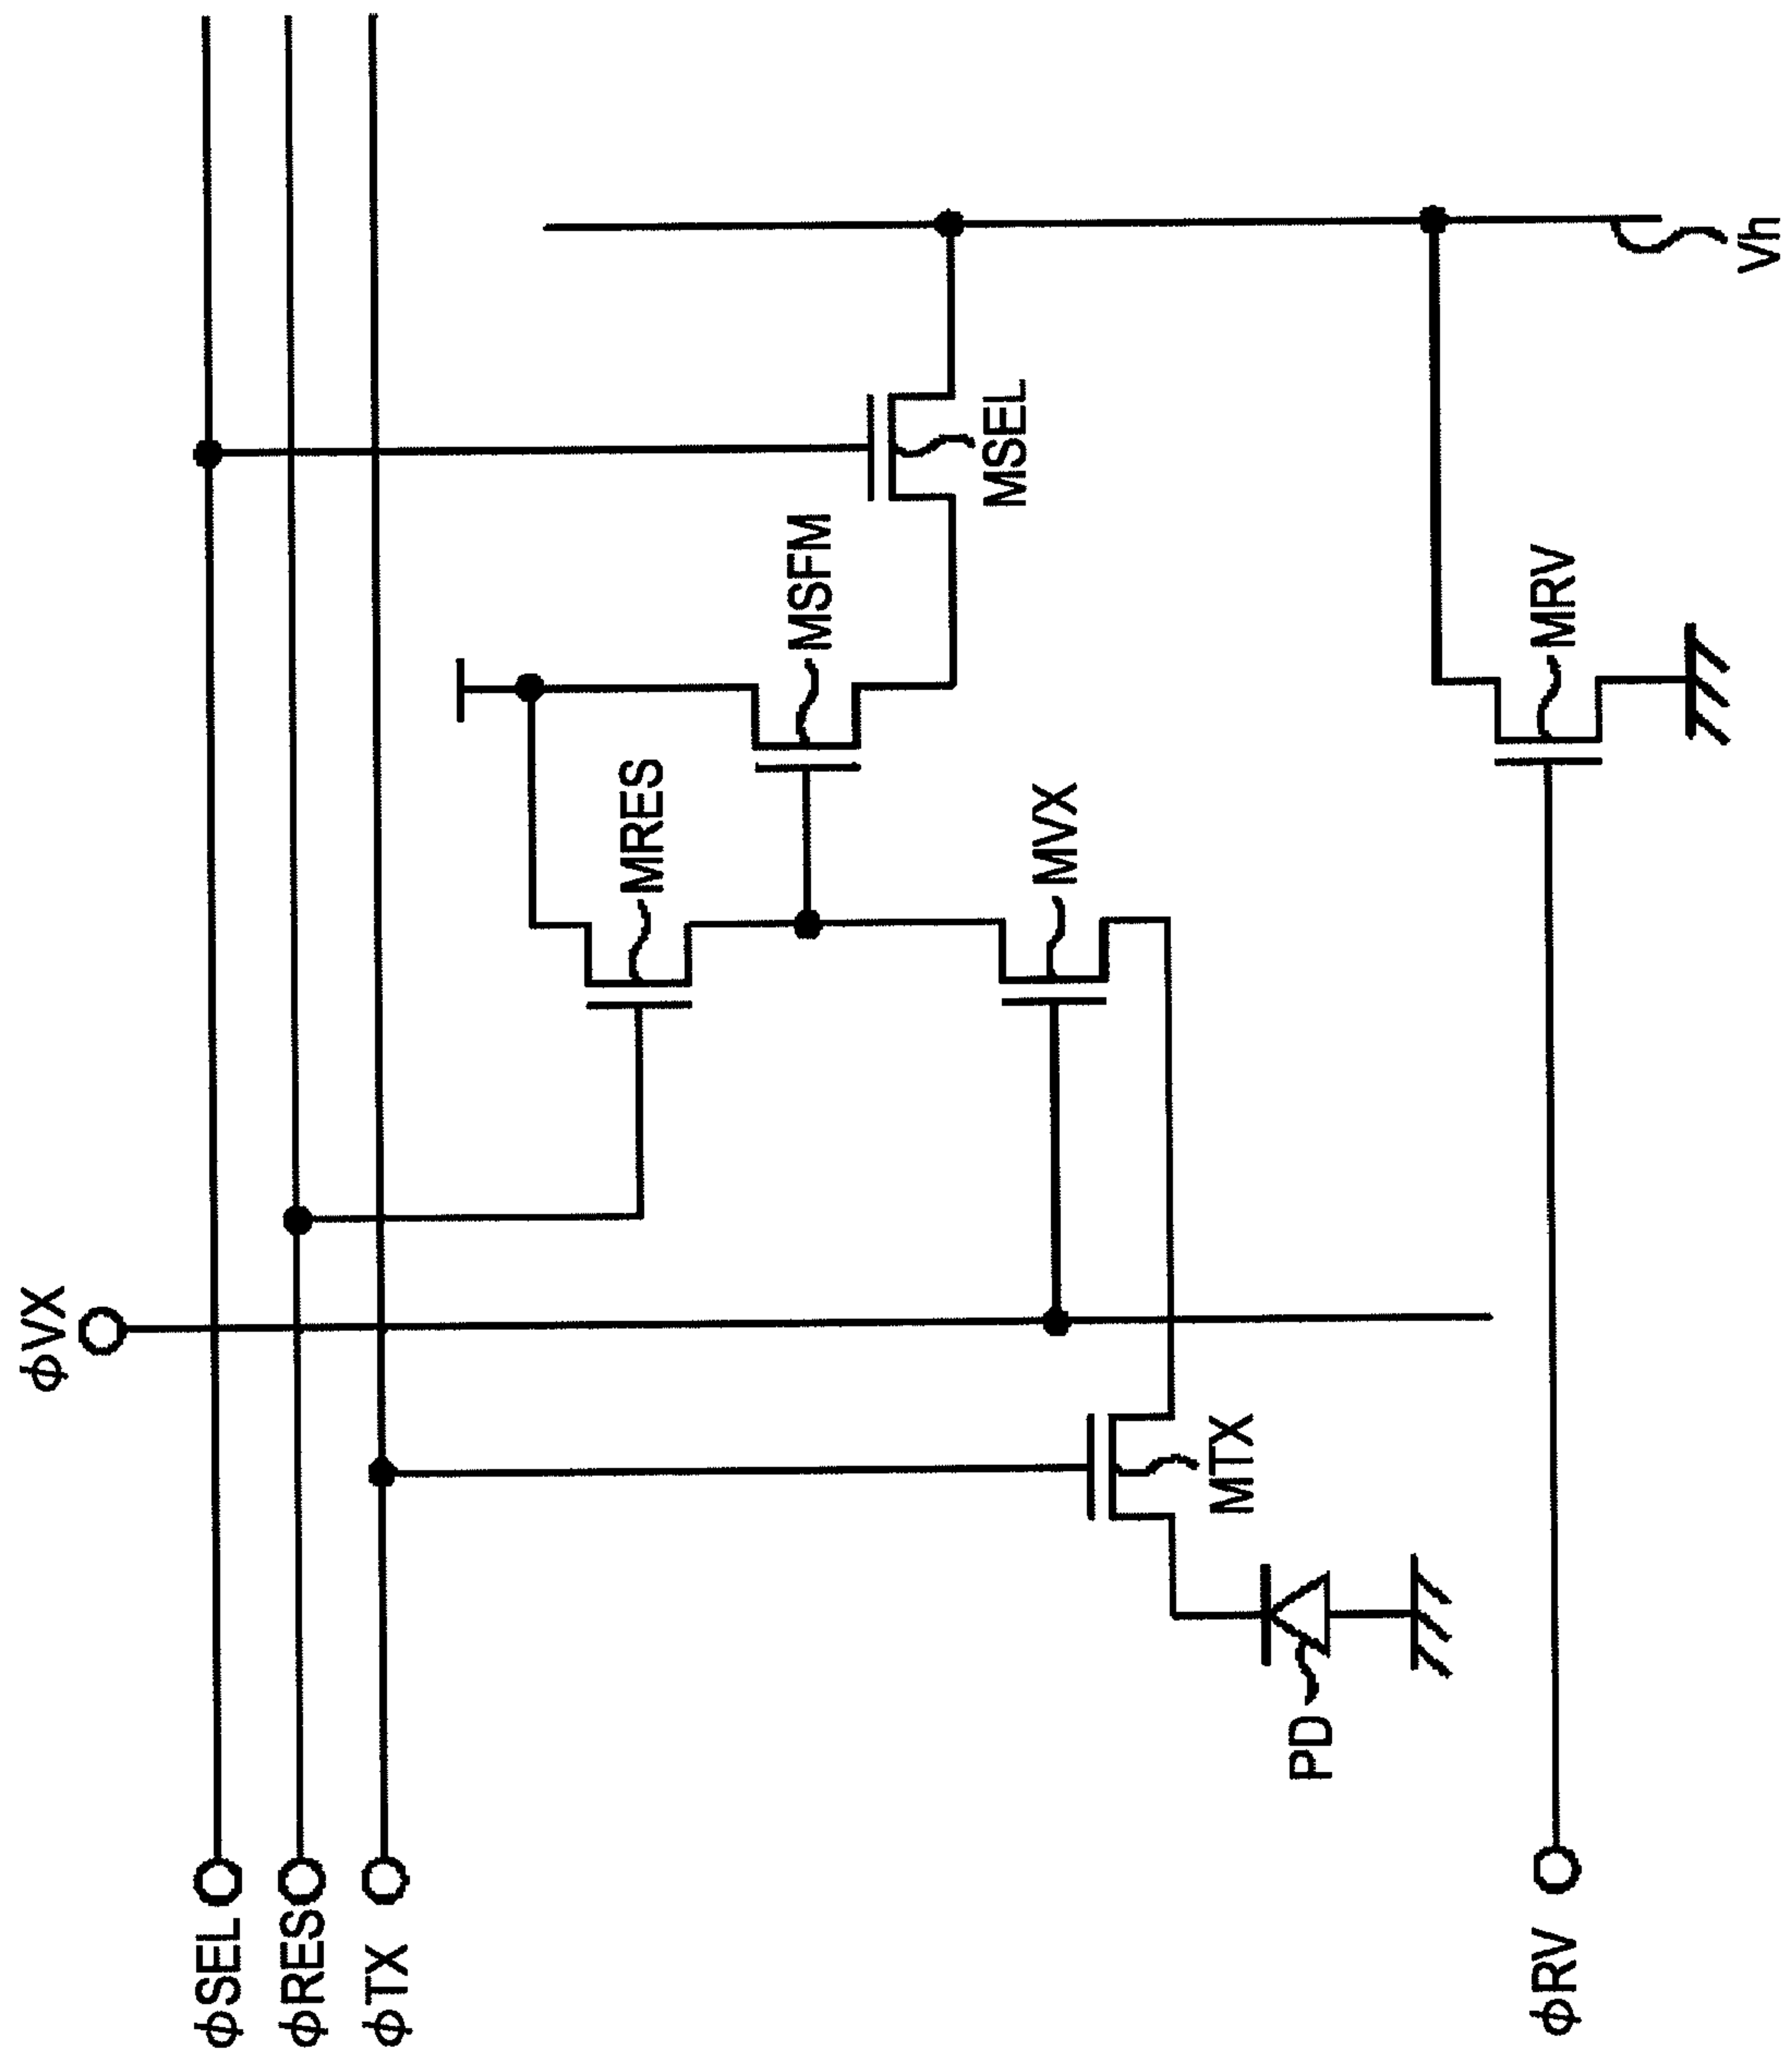 φVX
φSEL
φRES
φTX
MSEL
MSFM
MRES
MVX
MTX
PD
MRV
φRV
Vh